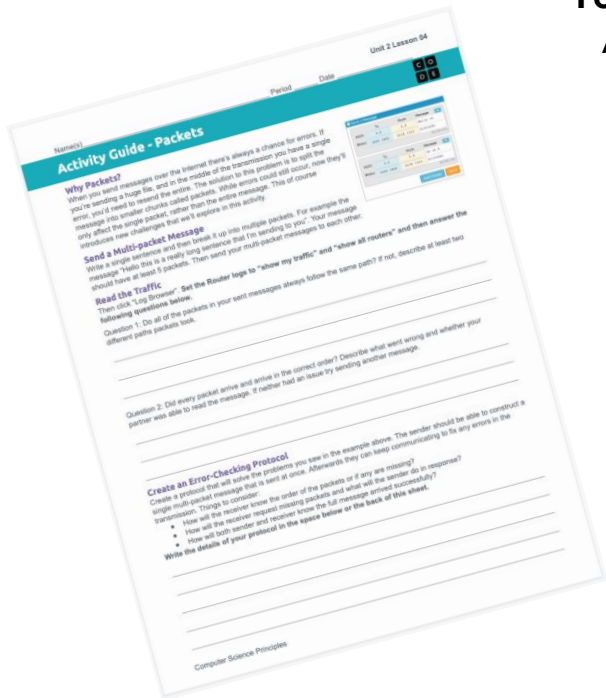 Unit 2 Lesson 04
Name(s) Period Date
CO
DE
Activity Guide - Packets
Why Packets?
When you send messages over the Internet there's always a chance for errors. If
you're sending a huge file, and in the middle of the transmission you have a single
error, you'd need to resend the entire. The solution to this problem is to split the
message into smaller chunks called packets. While errors could still occur, now they'll
only affect the single packet, rather than the entire message. This of course
introduces new challenges that we'll explore in this activity.
Send a Multi-packet Message
Write a single sentence and then break it up into multiple packets. For example the
message "Hello this is a really long sentence that I'm sending to you". Your message
should have at least 5 packets. Then send your multi-packet messages to each other.
Read the Traffic
Then click "Log Browser". Set the Router logs to "show my traffic" and "show all routers" and then answer the
following questions below.
Question 1: Do all of the packets in your sent messages always follow the same path? If not, describe at least two
different paths packets took.
Question 2: Did every packet arrive and arrive in the correct order? Describe what went wrong and whether your
partner was able to read the message. If neither had an issue try sending another message.
Create an Error-Checking Protocol
Create a protocol that will solve the problems you saw in the example above. The sender should be able to construct a
single multi-packet message that is sent at once. Afterwards they can keep communicating to fix any errors in the
transmission. Things to consider:
• How will the receiver know the order of the packets or if any are missing?
• How will the receiver request missing packets and what will the sender do in response?
• How will both sender and receiver know the full message arrived successfully?
Write the details of your protocol in the space below or the back of this sheet.
Computer Science Principles